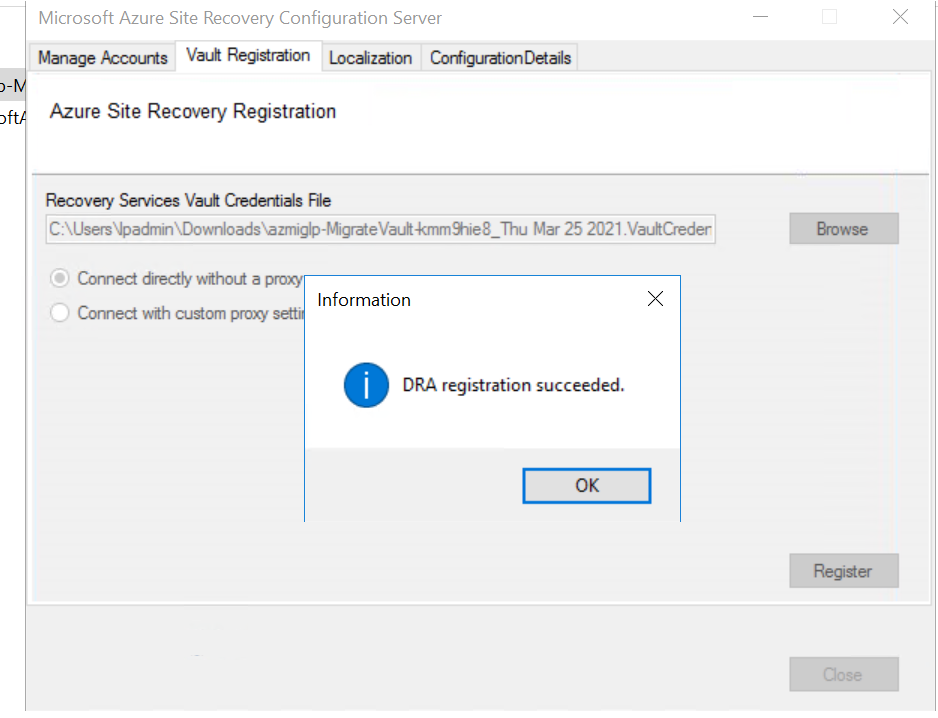 Microsoft Azure Site Recovery Configuration Server
Manage Accounts
Vault Registration
Localization
ConfigurationDetails
Azure Site Recovery Registration
Recovery Services Vault Credentials File
C:\Users\lpadmin\Downloads\azmiglp-MigrateVault-kmm9hie8_Thu Mar 25 2021.VaultCreden
Browse
Connect directly without a proxy
Connect with custom proxy settin
Information
DRA registration succeeded.
OK
Register
Close